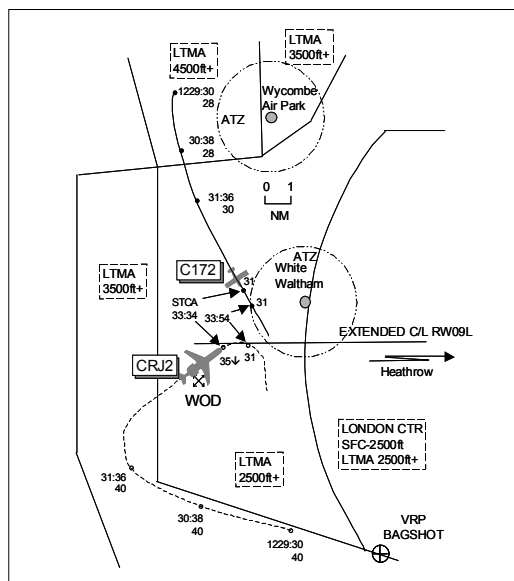 LTMA
4500ft+
LTMA
3500ft+
1229:30
28
Wycombe
Air Park
ATZ
30:38
28
0 1
NM
31:36
30
ATZ
White
Waltham
C172
31
LTMA
3500ft+
STCA
33:34
33:54
31
EXTENDED C/L RW09L
35↓
31
Heathrow
CRJ2
WOD
LONDON CTR
SFC-2500ft
LTMA 2500ft+
31:36
40
LTMA
2500ft+
30:38
40
1229:30
40
VRP
BAGSHOT